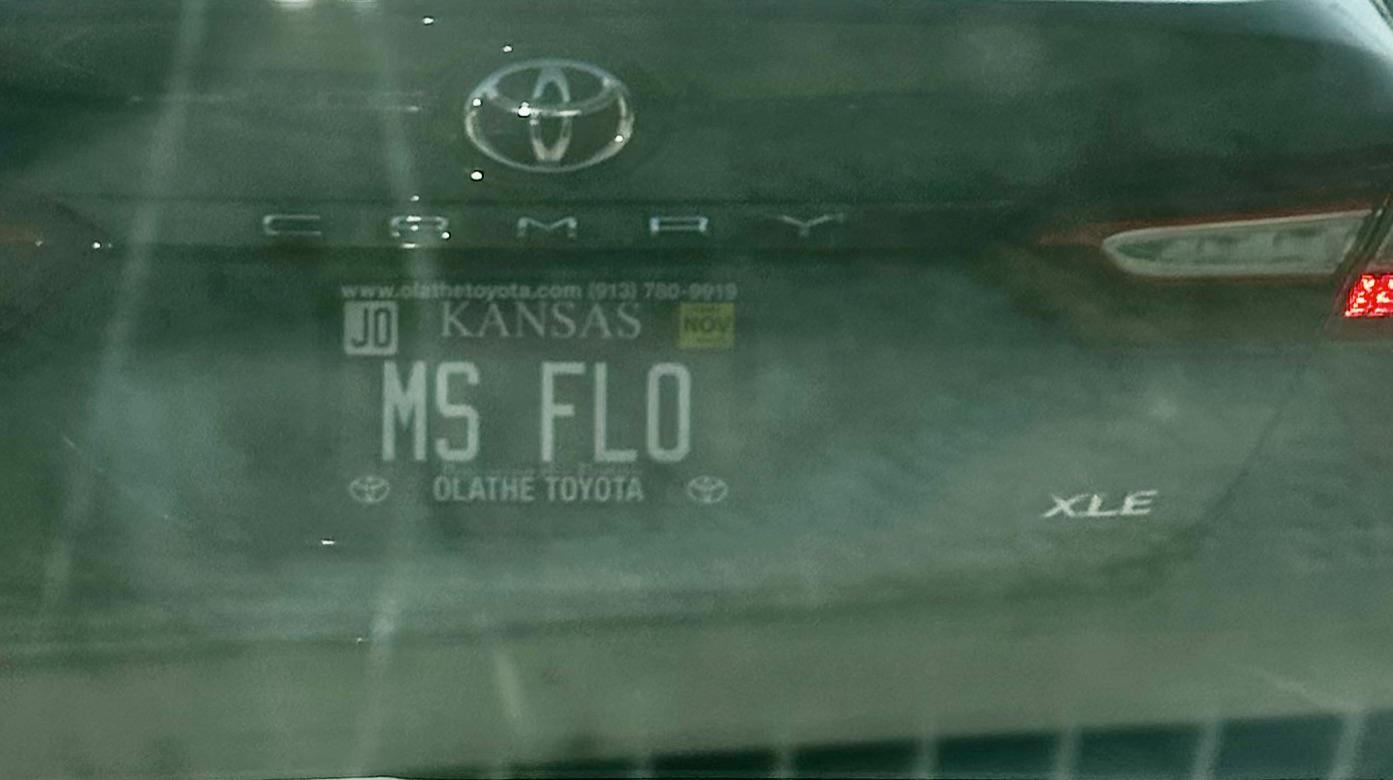 CAMRY
www.olathetoyota.com (913) 780-9919
JO KANSAS NOV
MS FLO
OLATHE TOYOTA
XLE